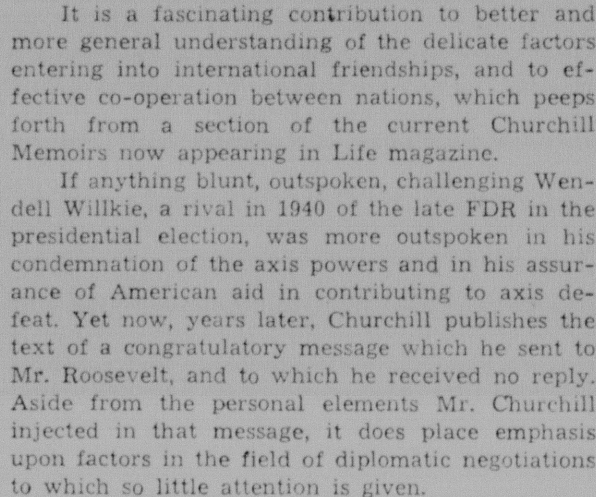 It is a fascinating contribution to better and
more general understanding of the delicate factors
entering into international friendships, and to ef-
fective co-operation between nations, which peeps
forth from a section of the current Churchill
Memoirs now appearing in Life magazine.
If anything blunt, outspoken, challenging Wen-
dell Willkie, a rival in 1940 of the late FDR in the
presidential election, was more outspoken in his
condemnation of the axis powers and in his assur-
ance of American aid in contributing to axis de-
feat. Yet now, years later, Churchill publishes the
text of a congratulatory message which he sent to
Mr. Roosevelt, and to which he received no reply.
Aside from the personal elements Mr. Churchill
injected in that message, it does place emphasis
upon factors in the field of diplomatic negotiations
to which so little attention is given.